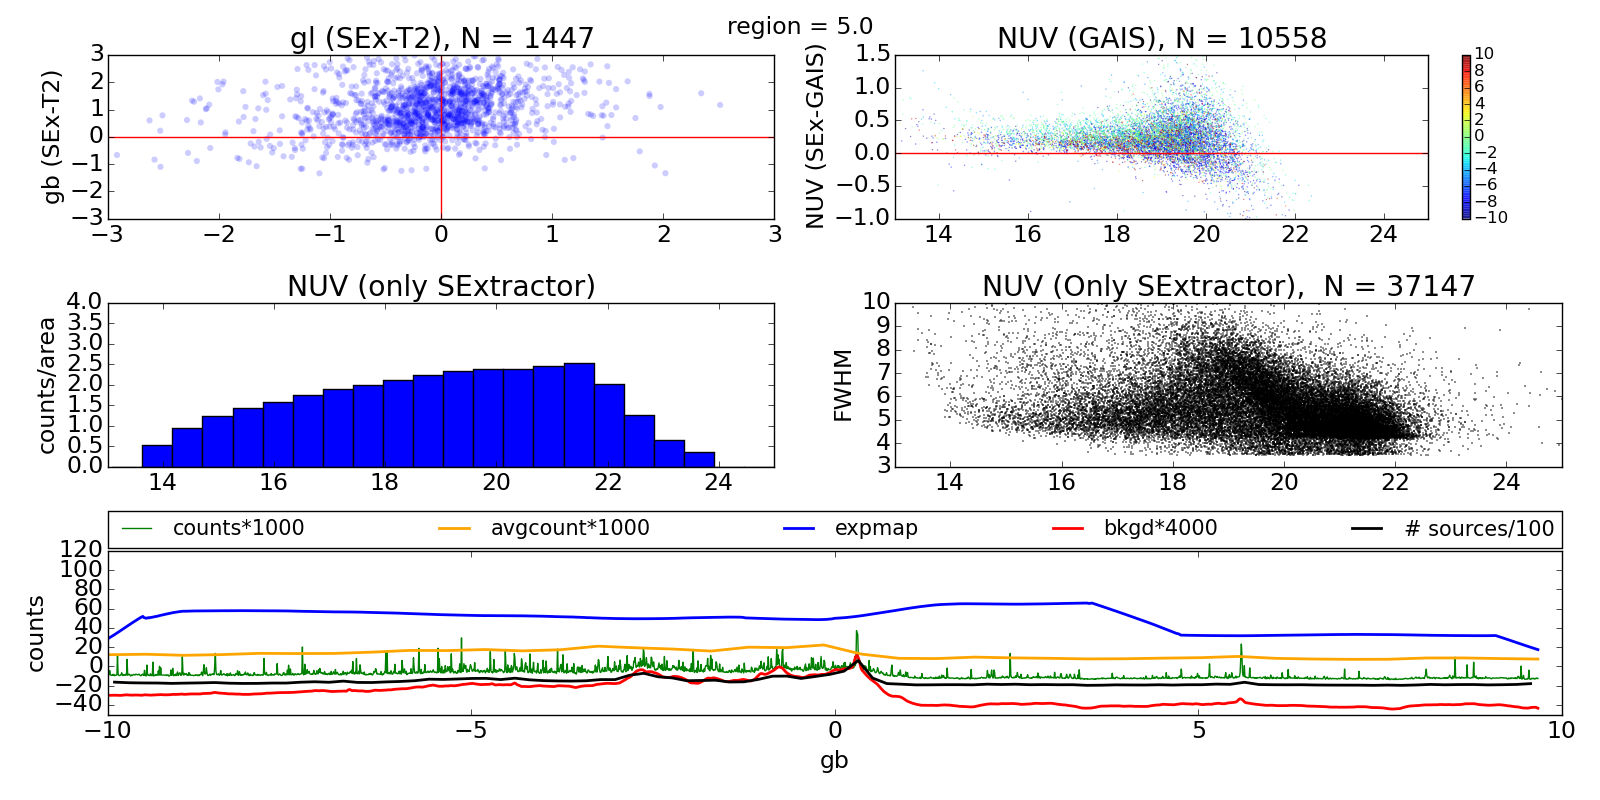 region = 5.0
gl (SEx-T2), N = 1447
gb (SEx-T2)
3
2
1
0
−1
−2
−3
−3 −2 −1 0 1 2 3
NUV (GAIS), N = 10558
NUV (SEx-GAIS)
1.5
1.0
0.5
0.0
−0.5
−1.0
14 16 18 20 22 24
10
8
6
4
2
0
−2
−4
−6
−8
−10
NUV (only SExtractor)
counts/area
4.0
3.5
3.0
2.5
2.0
1.5
1.0
0.5
0.0
14 16 18 20 22 24
NUV (Only SExtractor), N = 37147
FWHM
10
9
8
7
6
5
4
3
14 16 18 20 22 24
counts*1000 avgcount*1000 expmap bkgd*4000 # sources/100
counts
120
100
80
60
40
20
0
−20
−40
−10 −5 0 5 10
gb